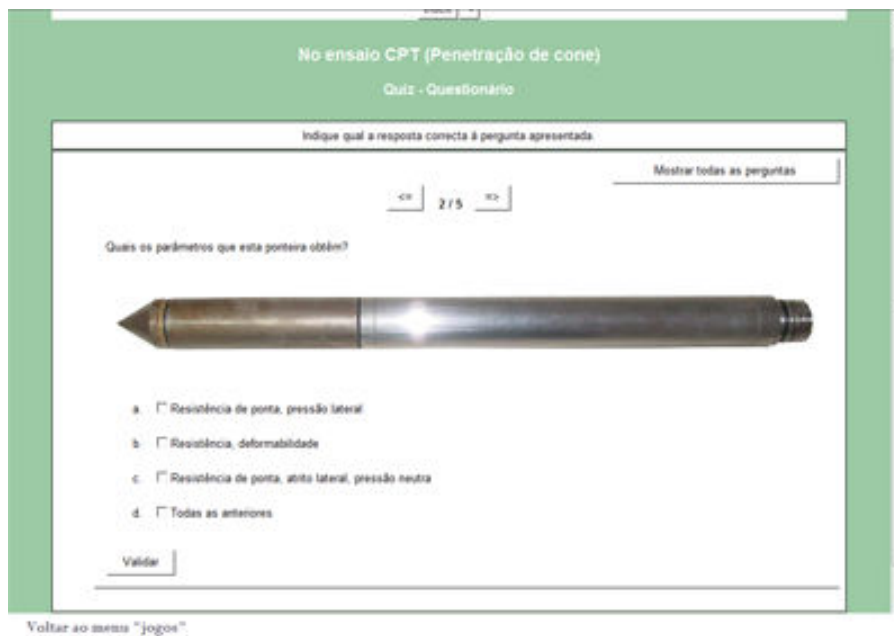 No ensaio CPT (Penetração de cone)
Quiz - Questionário
Indique qual a resposta correcta á pergunta apresentada.
Mostrar todas as perguntas
<= 2 / 5 =>
Quais os parâmetros que esta ponteira obtêm?
a. Resistência de ponta, pressão lateral
b. Resistência, deformabilidade
c. Resistência de ponta, atrito lateral, pressão neutra
d. Todas as anteriores
Validar
Voltar ao menu "jogos"